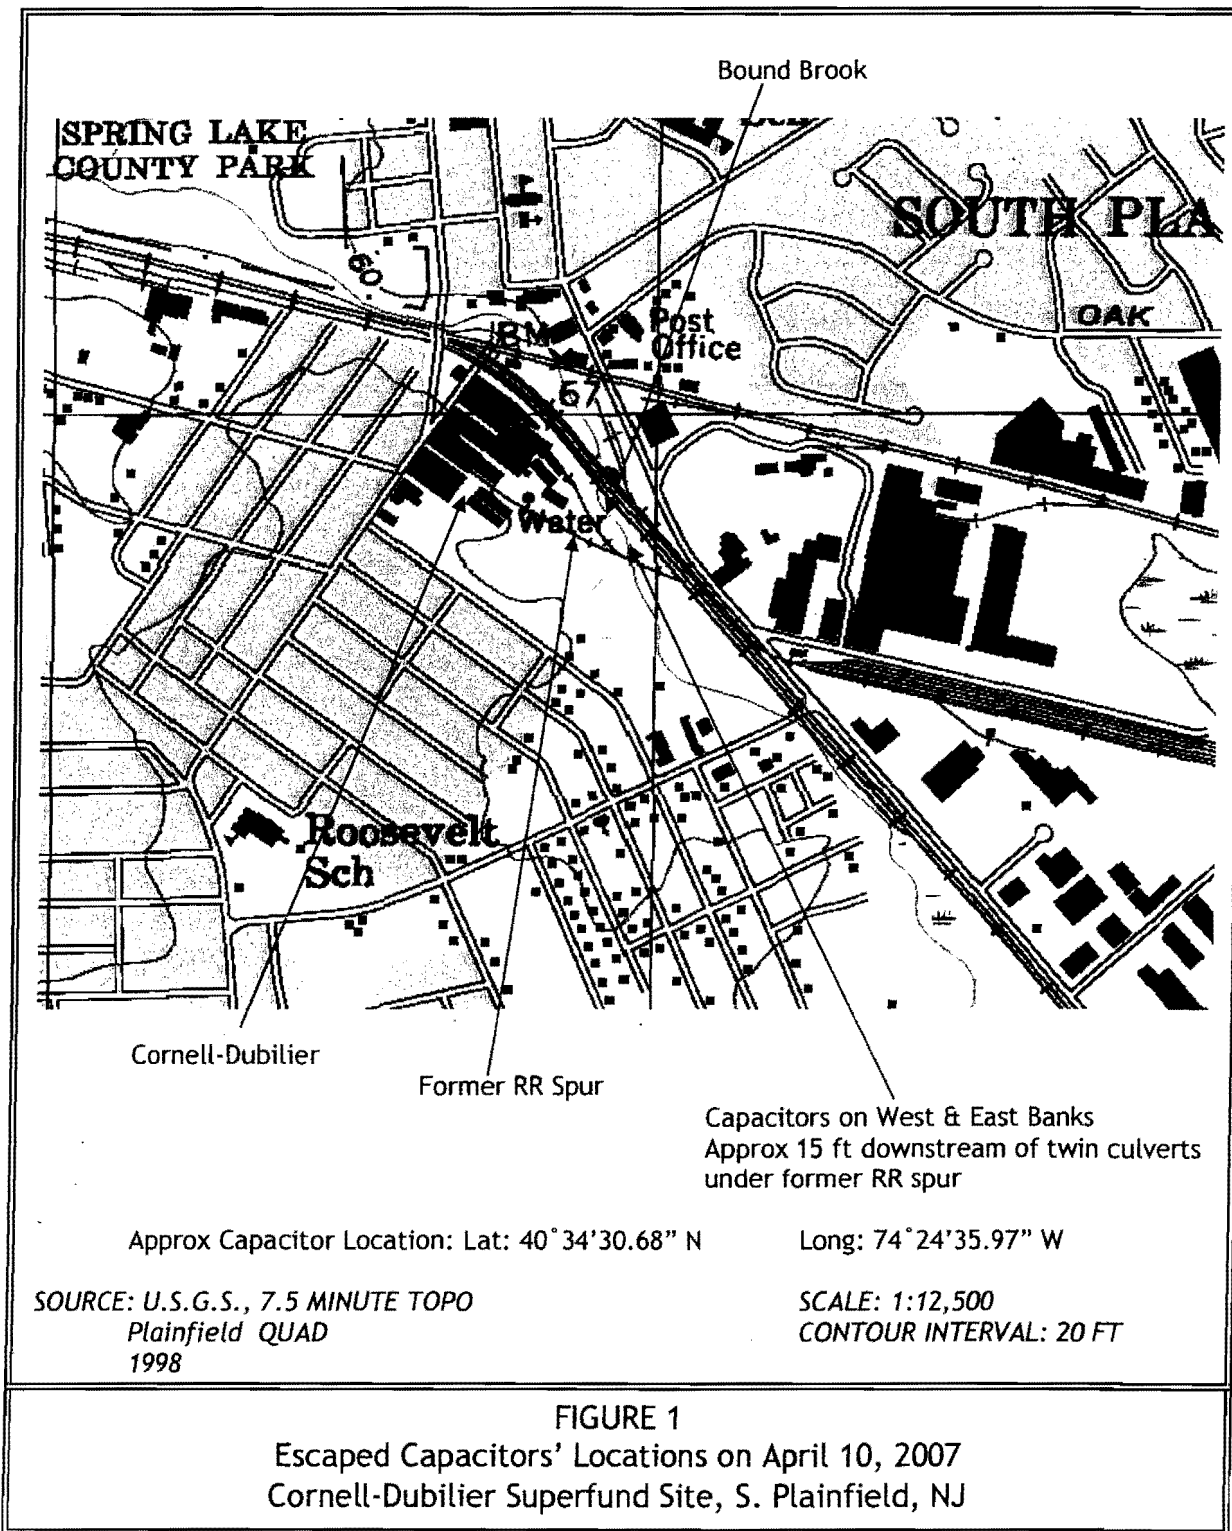 Bound Brook
SPRING LAKE
COUNTY PARK
SOUTH PLA
60
OAK
BM
Post
Office
67
Water
Roosevelt
Sch
Cornell-Dubilier
Former RR Spur
Capacitors on West & East Banks
Approx 15 ft downstream of twin culverts
under former RR spur
Approx Capacitor Location: Lat: 40˚34'30.68” N Long: 74˚24'35.97” W
SOURCE: U.S.G.S., 7.5 MINUTE TOPO
Plainfield QUAD
1998
SCALE: 1:12,500
CONTOUR INTERVAL: 20 FT
FIGURE 1
Escaped Capacitors' Locations on April 10, 2007
Cornell-Dubilier Superfund Site, S. Plainfield, NJ